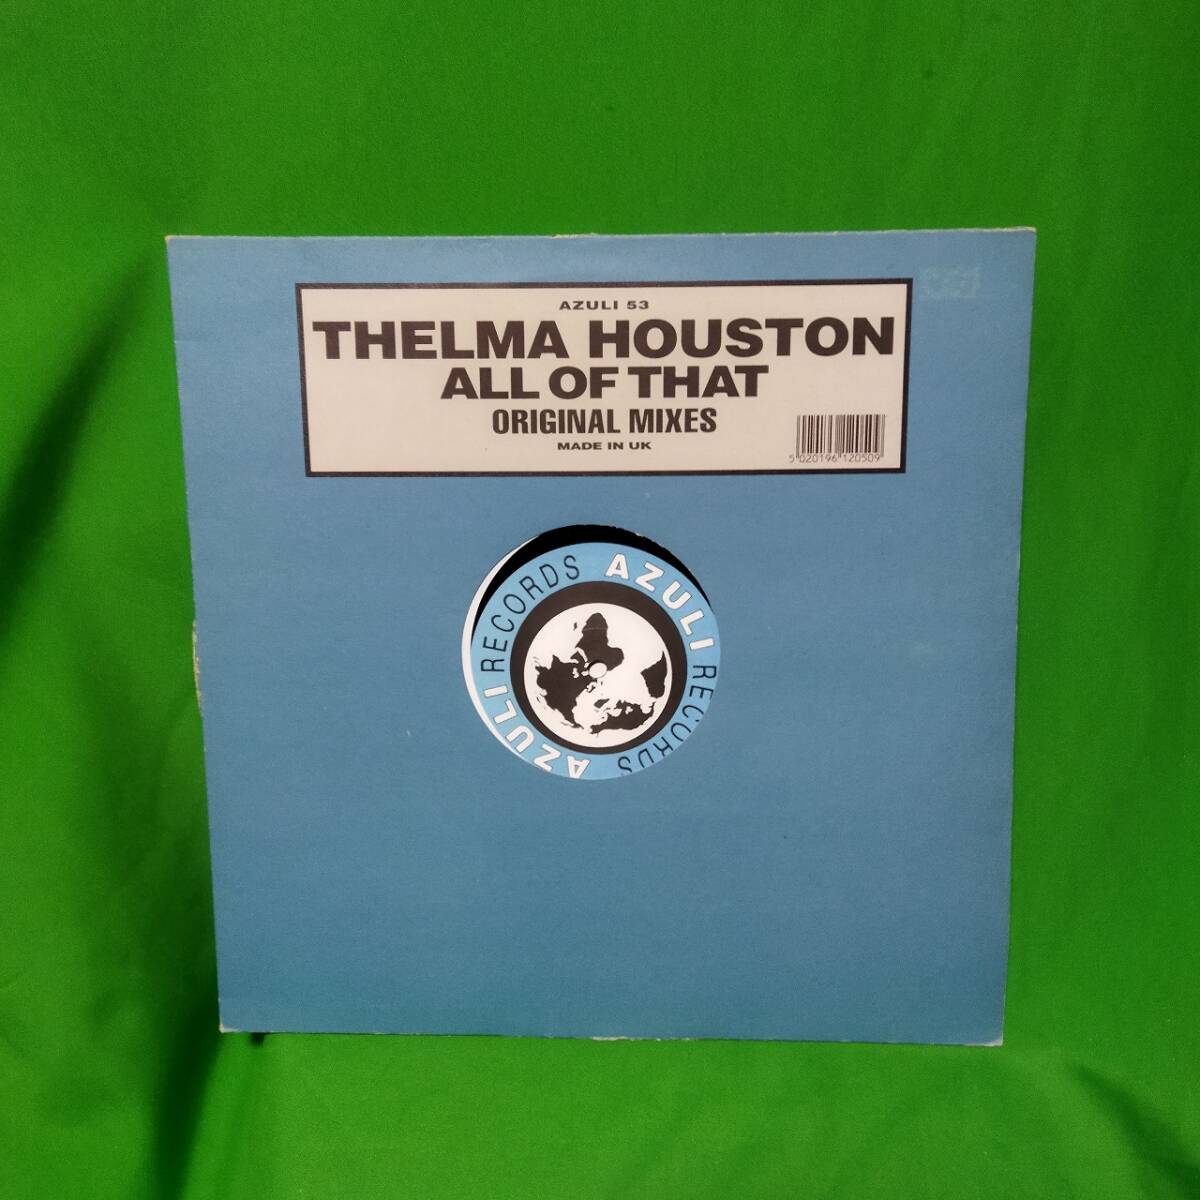 AZULI 53
THELMA HOUSTON
ALL OF THAT
ORIGINAL MIXES
MADE IN UK
5 020196 120509
AZULI RECORDS AZULI RECORDS